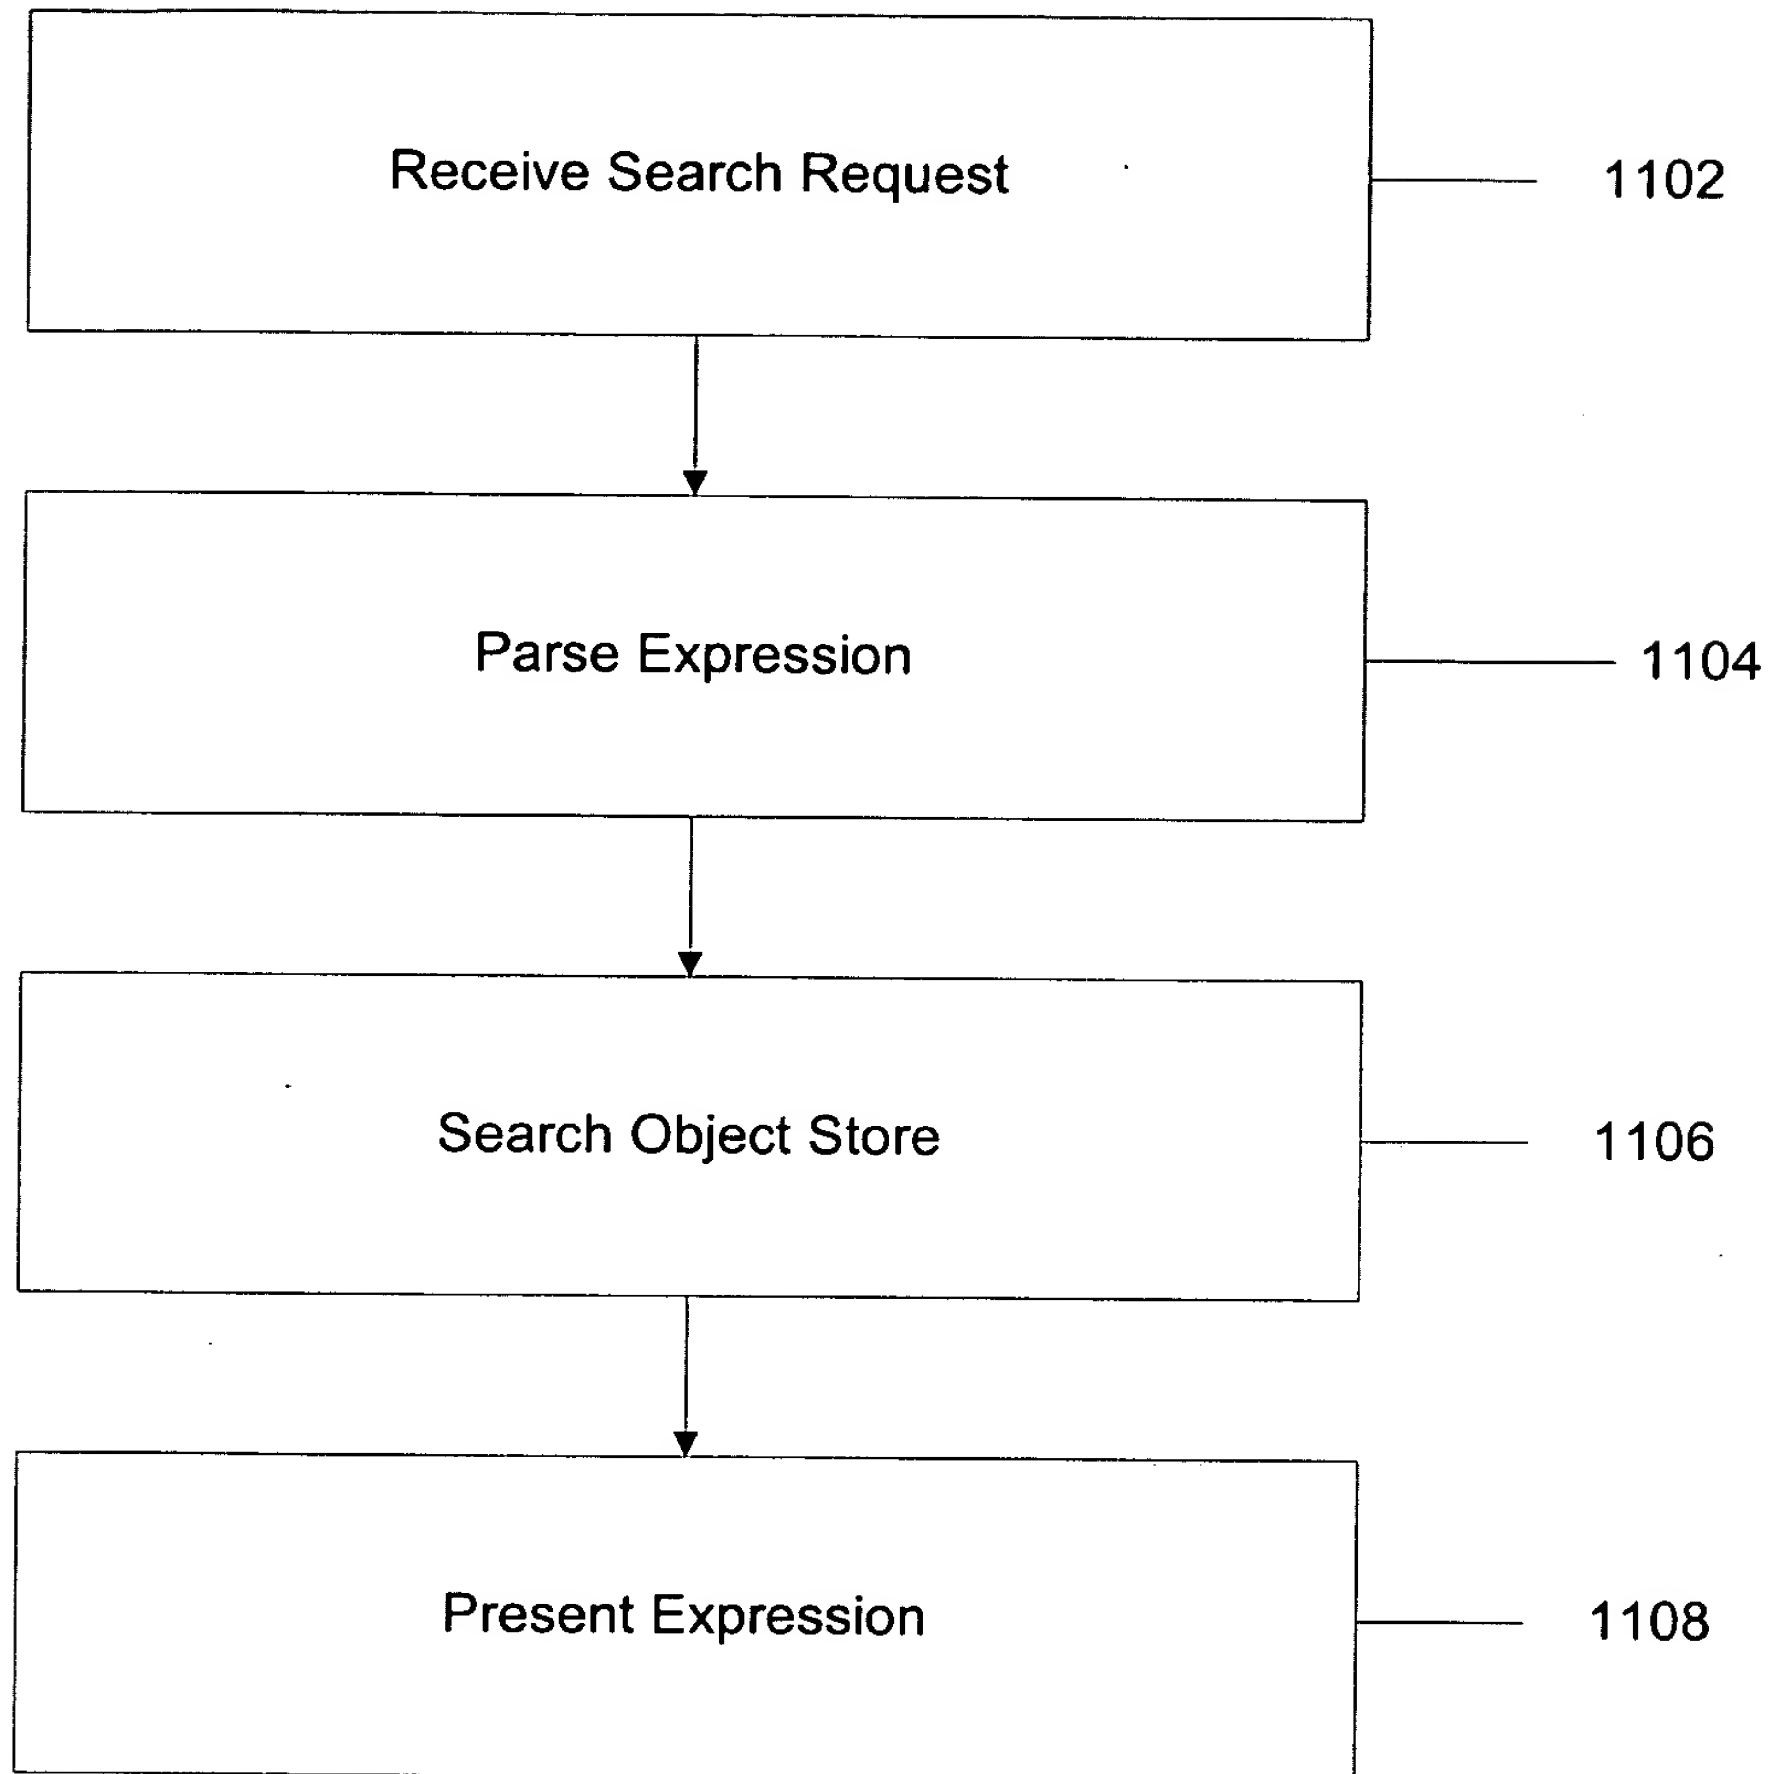 Receive Search Request
1102
Parse Expression
1104
Search Object Store
1106
Present Expression
1108